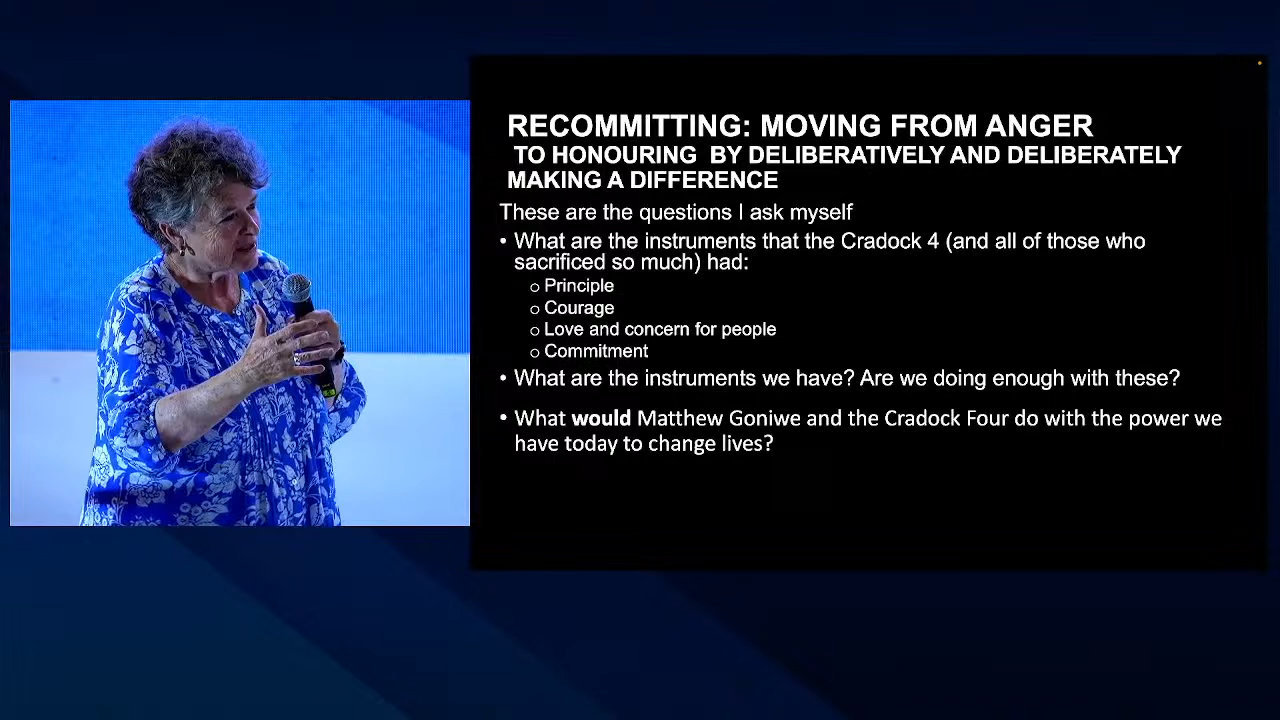 RECOMMITTING: MOVING FROM ANGER
TO HONOURING BY DELIBERATIVELY AND DELIBERATELY
MAKING A DIFFERENCE
These are the questions I ask myself
• What are the instruments that the Cradock 4 (and all of those who
sacrificed so much) had:
o Principle
o Courage
o Love and concern for people
o Commitment
• What are the instruments we have? Are we doing enough with these?
• What would Matthew Goniwe and the Cradock Four do with the power we
have today to change lives?